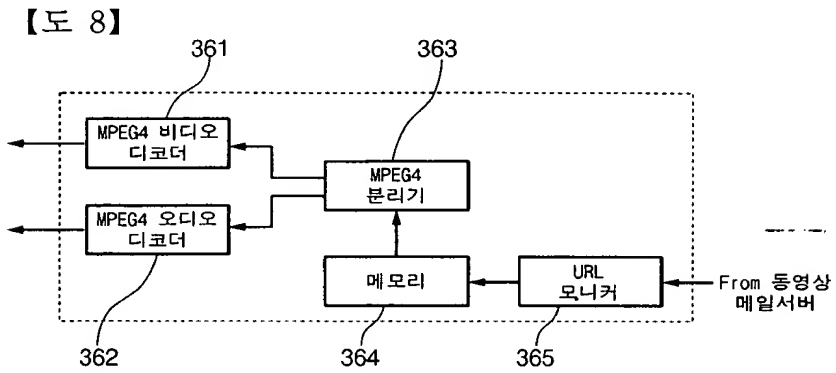 【도 8】
361
363
MPEG4 비디오
디코더
MPEG4
분리기
MPEG4 오디오
디코더
메모리
URL
모니커
From 동영상
메일서버
362
364
365